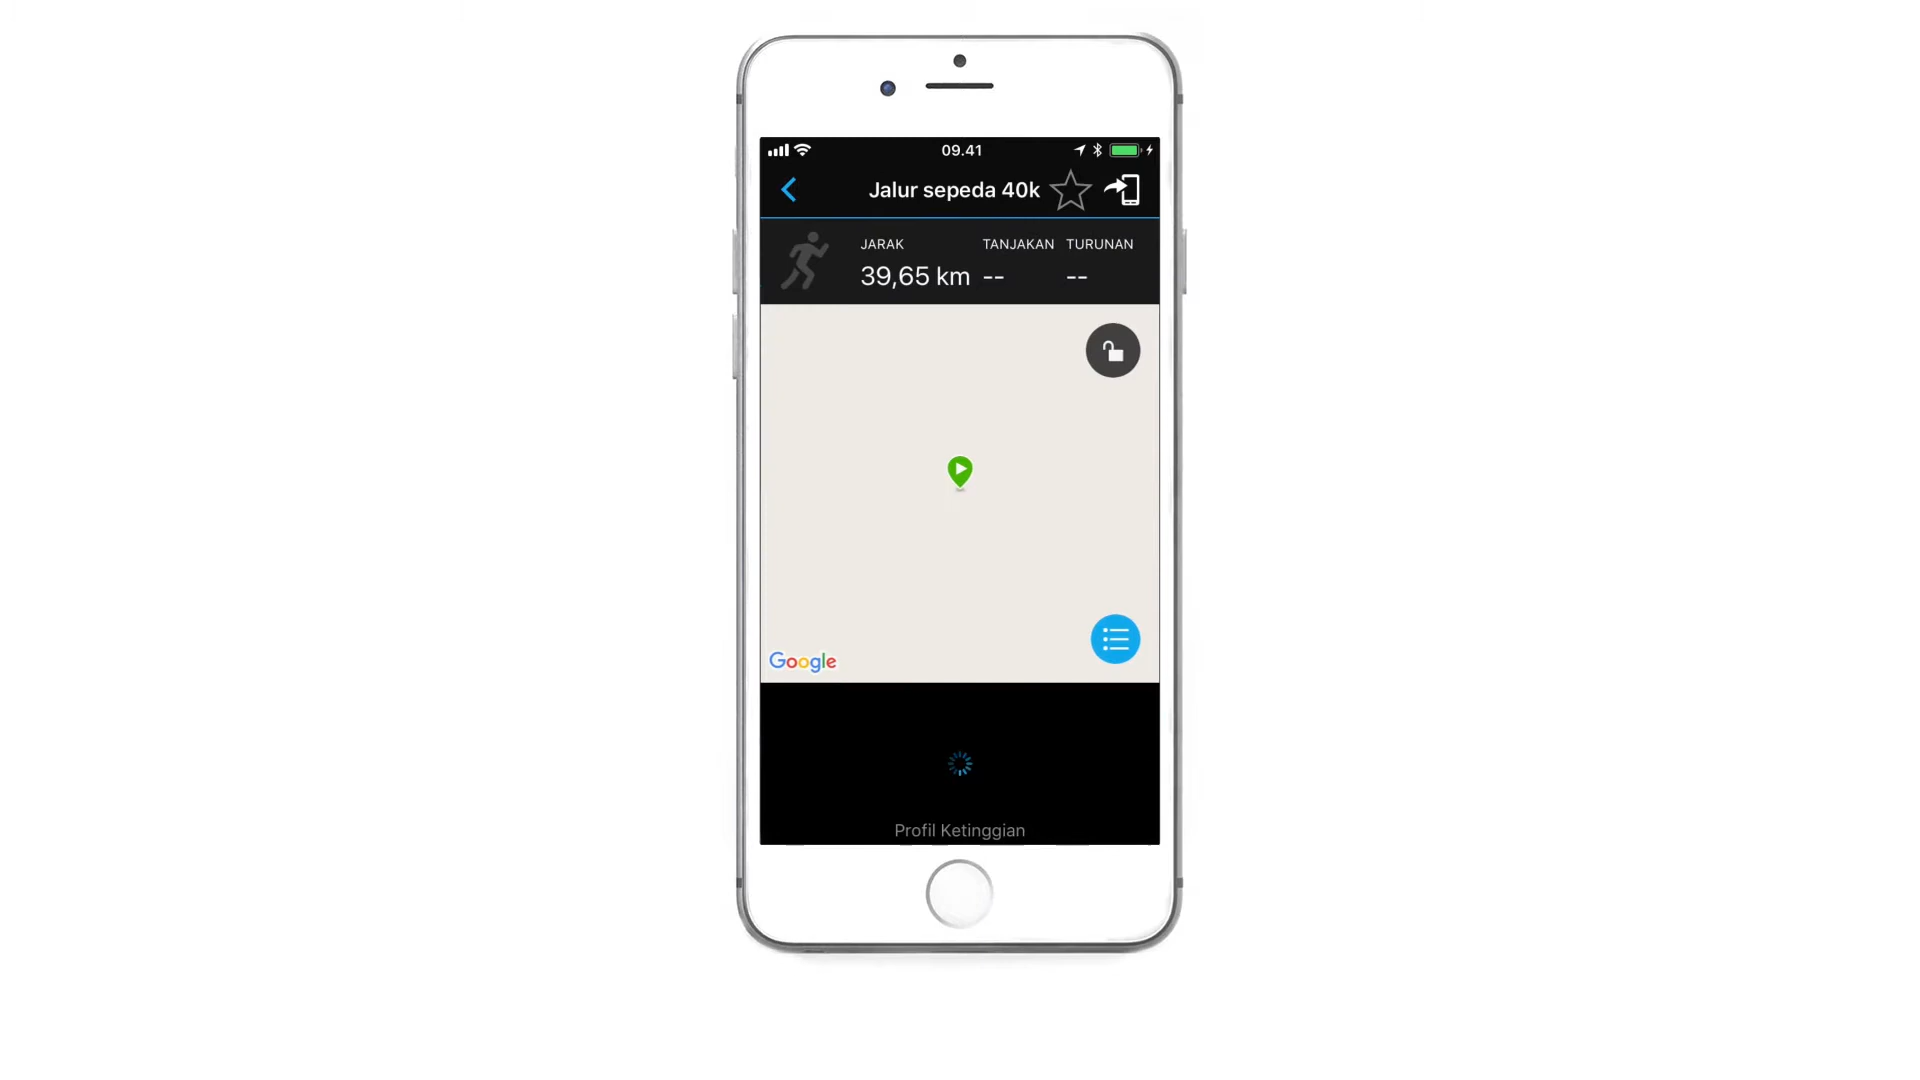 09.41
Jalur sepeda 40k
JARAK TANJAKAN TURUNAN
39,65 km -- --
Google
Profil Ketinggian